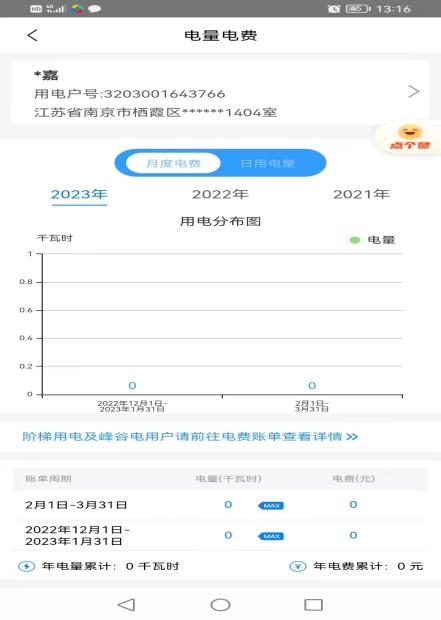 HD 46 45 13:16
电量电费
*嘉
用电户号:3203001643766
江苏省南京市栖霞区******1404室
点个赞
月度电费 日用电量
2023年 2022年 2021年
用电分布图
千瓦时 电量
1
0.8
0.6
0.4
0.2
0
0 0
2022年12月1日- 2月1日-
2023年1月31日 3月31日
阶梯用电及峰谷电用户请前往电费账单查看详情»
账单周期 电量(千瓦时) 电费(元)
2月1日-3月31日 0 MAX 0
2022年12月1日-
2023年1月31日 0 MAX 0
年电量累计：0 千瓦时 ¥ 年电费累计：0 元